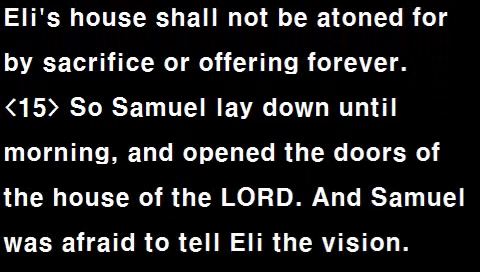 Eli's house shall not be atoned for
by sacrifice or offering forever.
<15> So Samuel lay down until
morning, and opened the doors of
the house of the LORD. And Samuel
was afraid to tell Eli the vision.